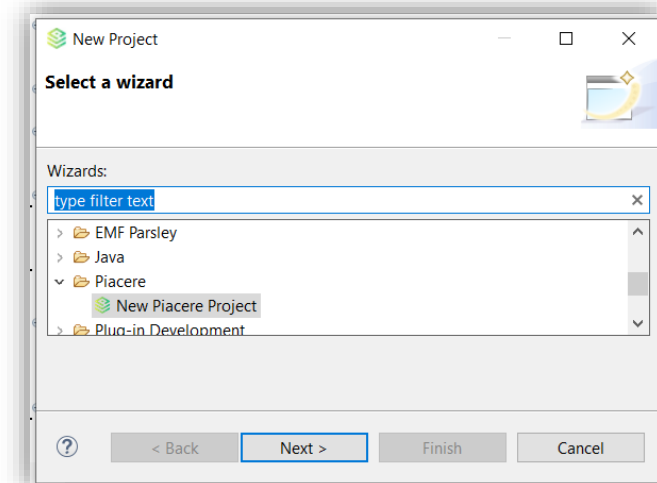 New Project
Select a wizard
Wizards:
type filter text
EMF Parsley
Java
Piacere
New Piacere Project
Plug-in Development
< Back Next > Finish Cancel